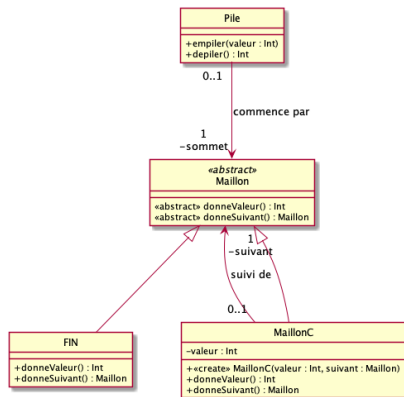 Pile
+empiler(valeur : Int)
+depiler() : Int
0..1
commence par
1
-sommet
«abstract»
Maillon
«abstract» donneValeur() : Int
«abstract» donneSuivant() : Maillon
1
-suivant
suivi de
0..1
FIN
+donneValeur() : Int
+donneSuivant() : Maillon
MaillonC
-valeur : Int
+«create» MaillonC(valeur : Int, suivant : Maillon)
+donneValeur() : Int
+donneSuivant() : Maillon